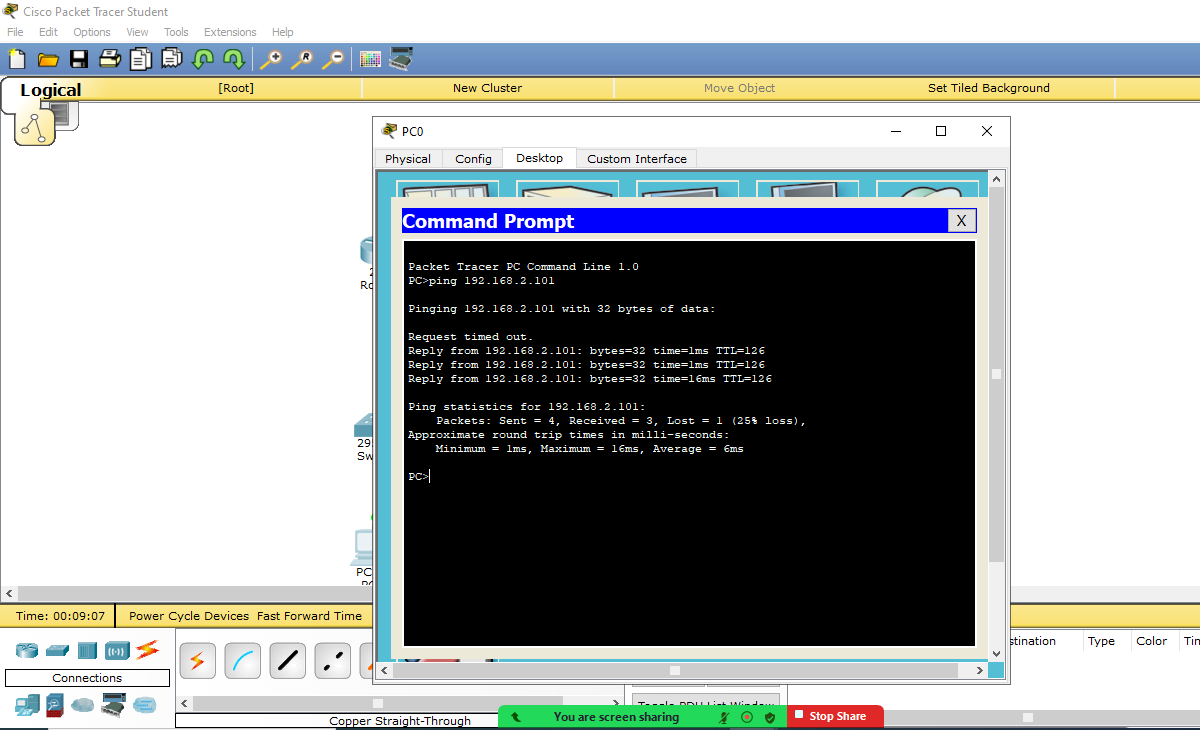 Cisco Packet Tracer Student
File Edit Options View Tools Extensions Help
Logical [Root] New Cluster Move Object Set Tiled Background
PC0
Physical Config Desktop Custom Interface
Command Prompt X
Packet Tracer PC Command Line 1.0
PC>ping 192.168.2.101
Pinging 192.168.2.101 with 32 bytes of data:
Request timed out.
Reply from 192.168.2.101: bytes=32 time=1ms TTL=126
Reply from 192.168.2.101: bytes=32 time=1ms TTL=126
Reply from 192.168.2.101: bytes=32 time=16ms TTL=126
Ping statistics for 192.168.2.101:
Packets: Sent = 4, Received = 3, Lost = 1 (25% loss),
Approximate round trip times in milli-seconds:
Minimum = 1ms, Maximum = 16ms, Average = 6ms
PC>
29
Sw
PC
Time: 00:09:07 Power Cycle Devices Fast Forward Time
stination Type Color Tin
Connections
Copper Straight-Through
Toggle PDU List Window
You are screen sharing Stop Share